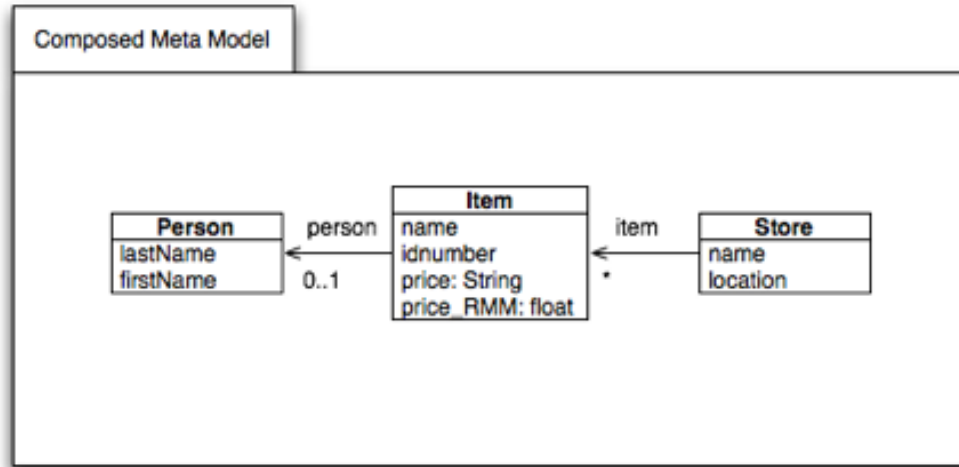 Composed Meta Model
Person
lastName
firstName
person
0..1
Item
name
idnumber
price: String
price_RMM: float
item
*
Store
name
location